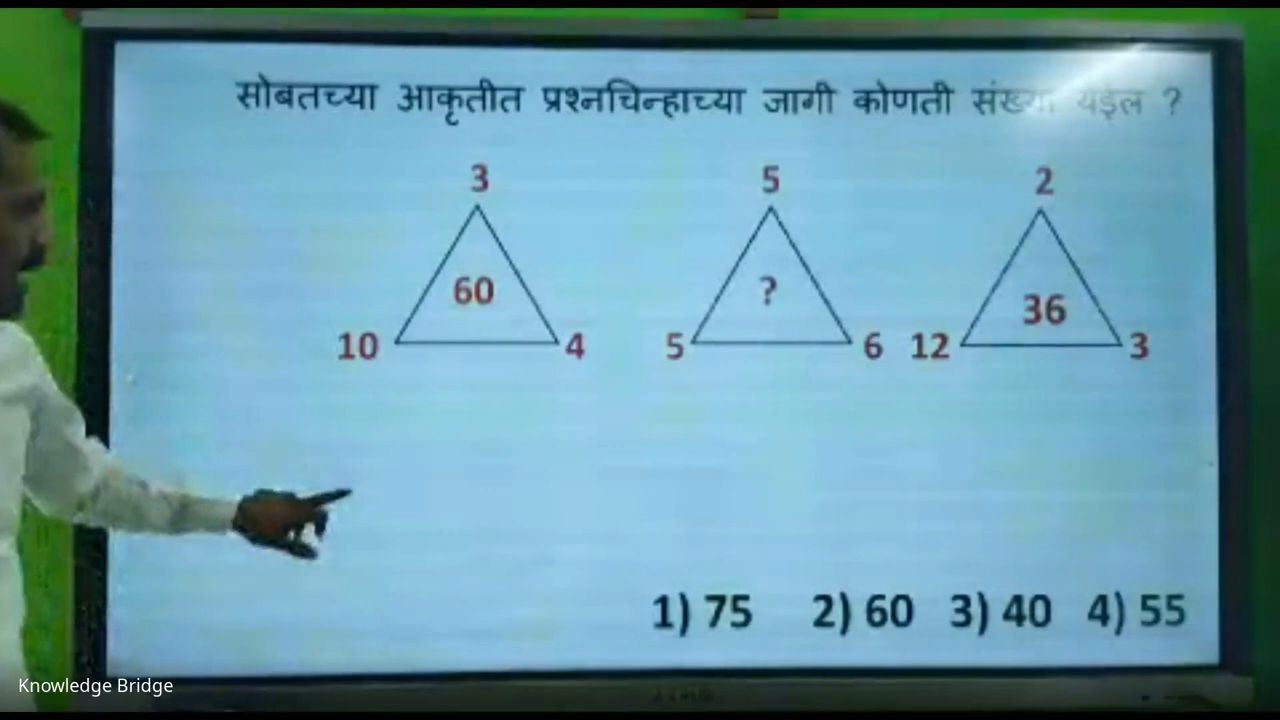 सोबतच्या आकृतीत प्रश्नचिन्हाच्या जागी कोणती संख्या येईल ?
3 5 2
60 ? 36
10 4 5 6 12 3
1) 75 2) 60 3) 40 4) 55
Knowledge Bridge